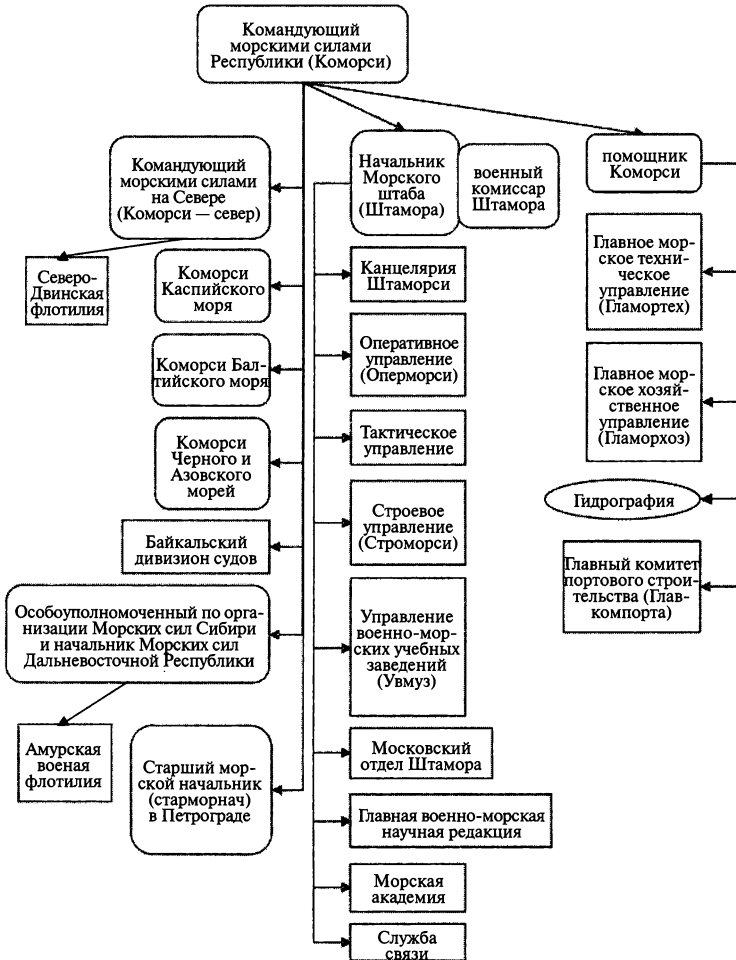 Командующий
морскими силами
Республики (Коморси)
Командующий
морскими силами
на Севере
(Коморси — север)
Северо-
Двинская
флотилия
Коморси
Каспийского
моря
Коморси Бал-
тийского моря
Коморси
Черного и
Азовского
морей
Байкальский
дивизион судов
Особоуполномоченный по орга-
низации Морских сил Сибири
и начальник Морских сил
Дальневосточной Республики
Амурская
военая
флотилия
Старший мор-
ской начальник
(старморнач)
в Петрограде
Начальник
Морского
штаба
(Штамора)
военный
комиссар
Штамора
Канцелярия
Штаморси
Оперативное
управление
(Оперморси)
Тактическое
управление
Строевое
управление
(Строморси)
Управление
военно-мор-
ских учебных
заведений
(Увмуз)
Московский
отдел Штамора
Главная военно-морская
научная редакция
Морская
академия
Служба
связи
помощник
Коморси
Главное мор-
ское техни-
ческое
управление
(Гламортех)
Главное мор-
ское хозяй-
ственное
управление
(Гламорхоз)
Гидрография
Главный комитет
портового строи-
тельства (Глав-
компорта)